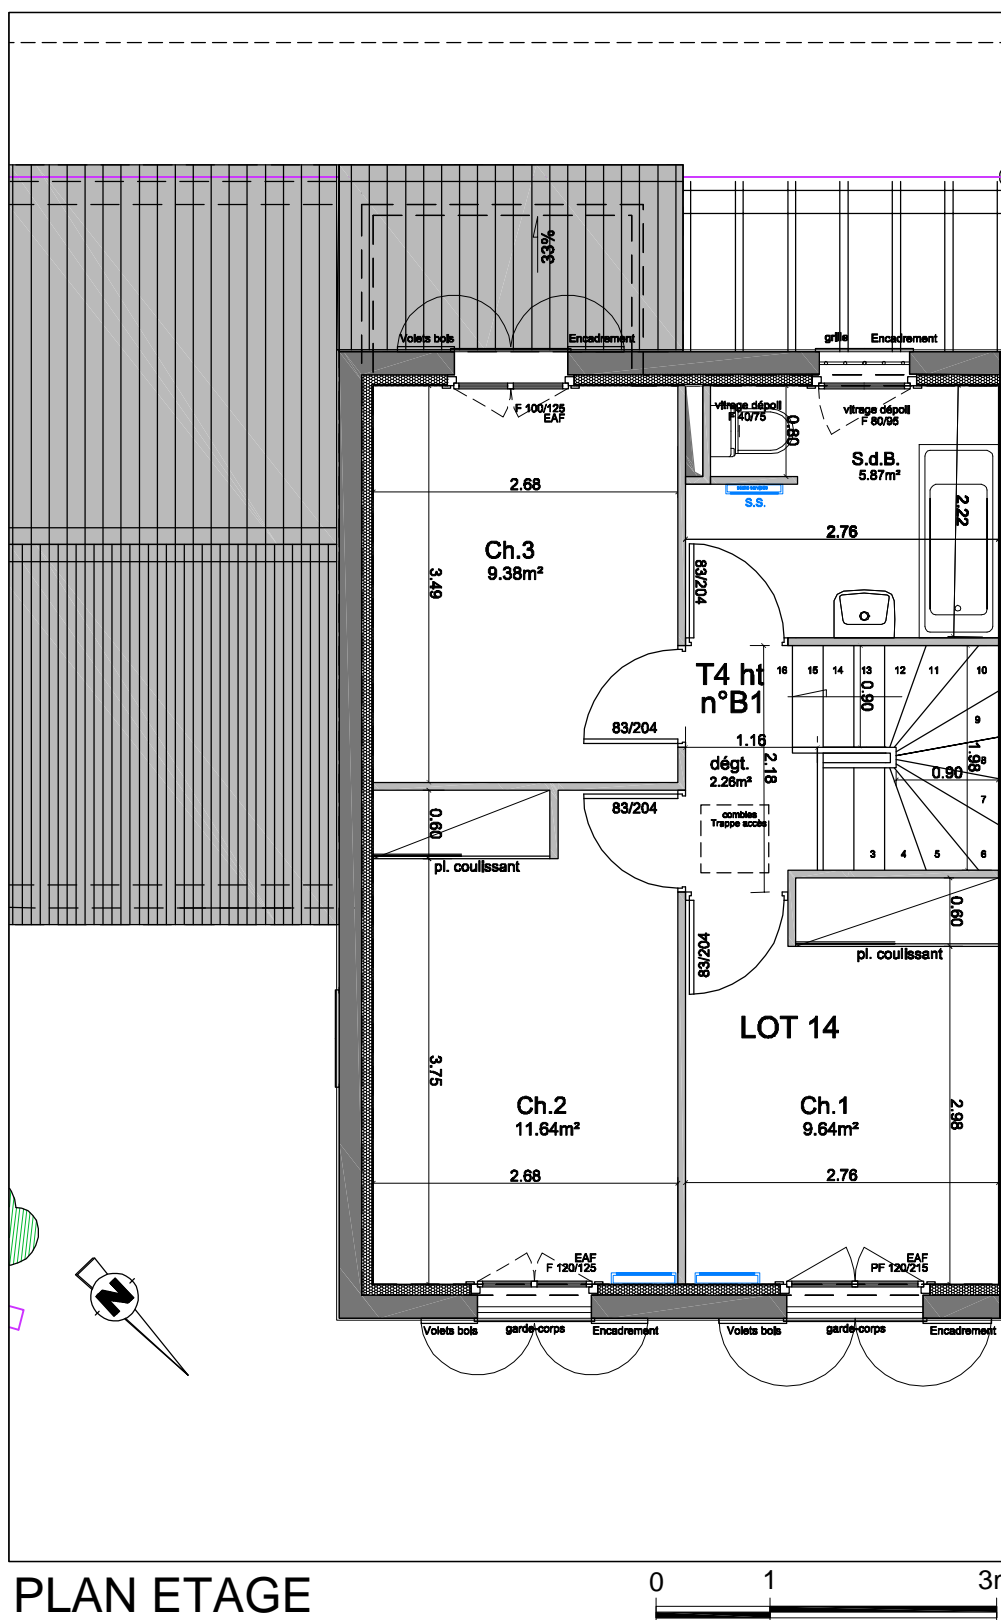 33%
Volets bois
Encadrement
grille
Encadrement
F 100/125
EAF
vitrage dépoli
F 40/75
0.80
vitrage dépoli
F 80/95
S.d.B.
5.87m²
2.68
S.S.
2.22
2.76
Ch.3
9.38m²
3.49
83/204
T4 ht
n°B1
16
15
14
13
12
11
10
0.90
9
83/204
1.16
dégt.
2.26m²
2.18
1.98
8
0.90
7
83/204
combles
Trappe accès
0.60
3
4
5
6
pl. coulissant
0.60
83/204
pl. coulissant
LOT 14
3.75
Ch.2
11.64m²
Ch.1
9.64m²
2.98
2.68
2.76
EAF
F 120/125
EAF
PF 120/215
N
Volets bois
garde-corps
Encadrement
Volets bois
garde-corps
Encadrement
PLAN ETAGE
0
1
3m